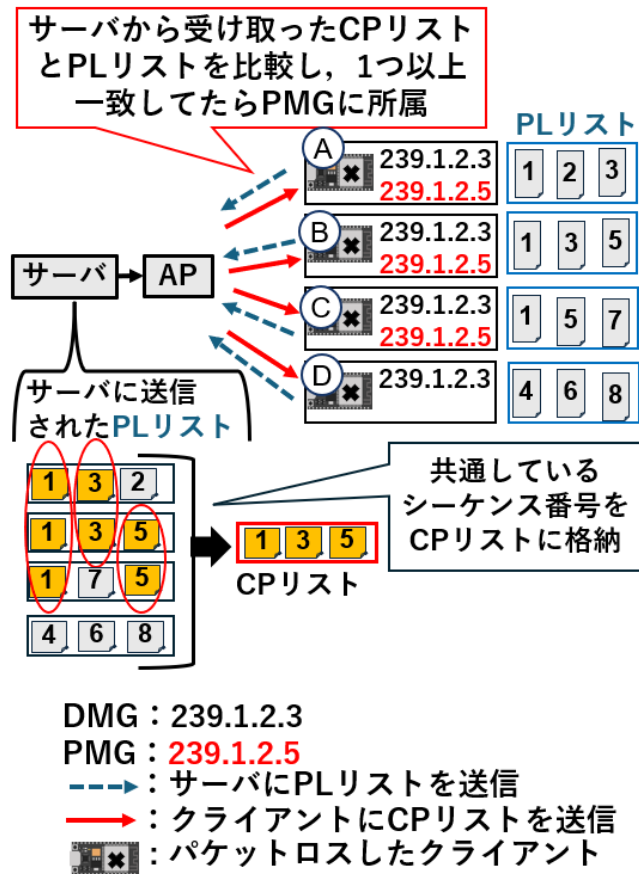 サーバから受け取ったCPリスト
とPLリストを比較し，1つ以上
一致してたらPMGに所属
PLリスト
A
239.1.2.3
239.1.2.5
1 2 3
B
239.1.2.3
239.1.2.5
1 3 5
C
239.1.2.3
239.1.2.5
1 5 7
D
239.1.2.3
4 6 8
サーバ
AP
サーバに送信
されたPLリスト
1 3 2
1 3 5
1 7 5
4 6 8
共通している
シーケンス番号を
CPリストに格納
1 3 5
CPリスト
DMG：239.1.2.3
PMG：239.1.2.5
：サーバにPLリストを送信
：クライアントにCPリストを送信
：パケットロスしたクライアント